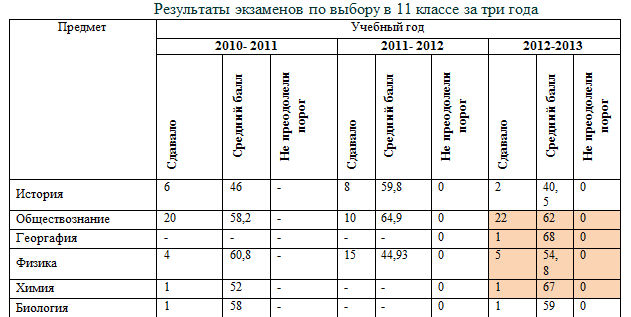 Результаты экзаменов по выбору в 11 классе за три года
Предмет Учебный год
2010- 2011 2011- 2012 2012-2013
Сдавало Средний балл Не преодолели порог Сдавало Средний балл Не преодолели порог Сдавало Средний балл Не преодолели порог
История 6 46 - 8 59,8 0 2 40,5 0
Обществознание 20 58,2 - 10 64,9 0 22 62 0
Георгафия - - - - - 0 1 68 0
Физика 4 60,8 - 15 44,93 0 5 54,8 0
Химия 1 52 - - - 0 1 67 0
Биология 1 58 - - - 0 1 59 0